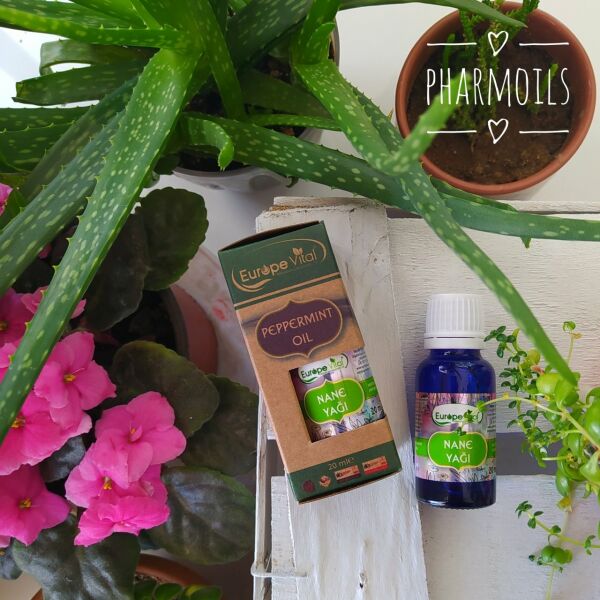 PHARMOILS
Europe Vital
PEPPERMINT
OIL
Europe Vital
NANE
YAĞI
20 ml℮
Europe Vital
NANE
YAĞI